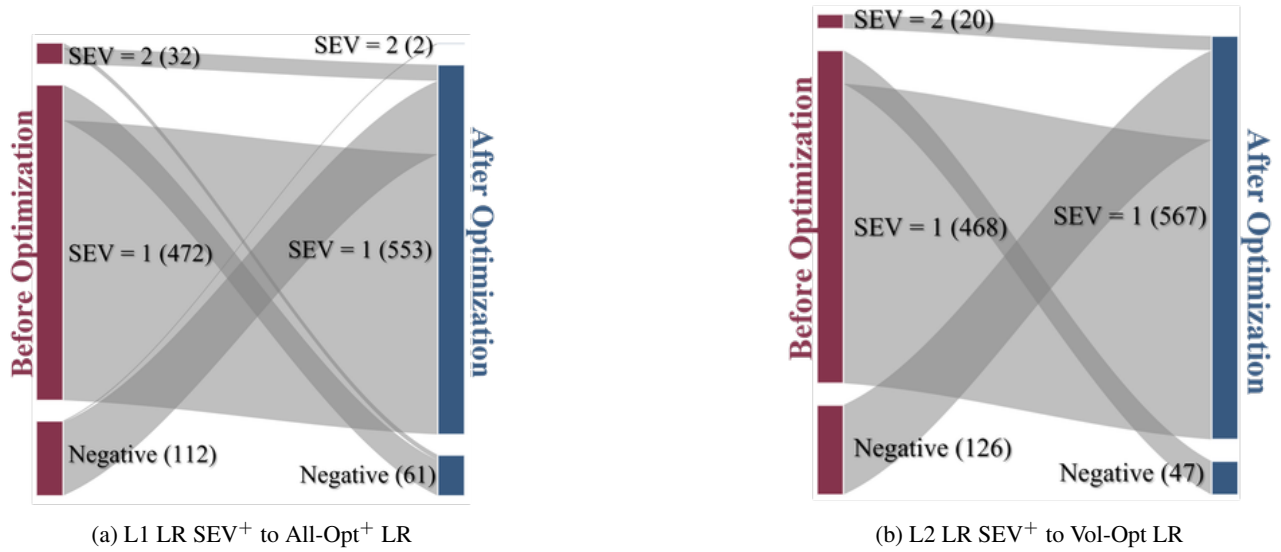 Before Optimization
SEV = 2 (32)
SEV = 1 (472)
Negative (112)
SEV = 2 (2)
SEV = 1 (553)
Negative (61)
After Optimization
(a) L1 LR SEV⁺ to All-Opt⁺ LR
Before Optimization
SEV = 2 (20)
SEV = 1 (468)
Negative (126)
SEV = 1 (567)
Negative (47)
After Optimization
(b) L2 LR SEV⁺ to Vol-Opt LR